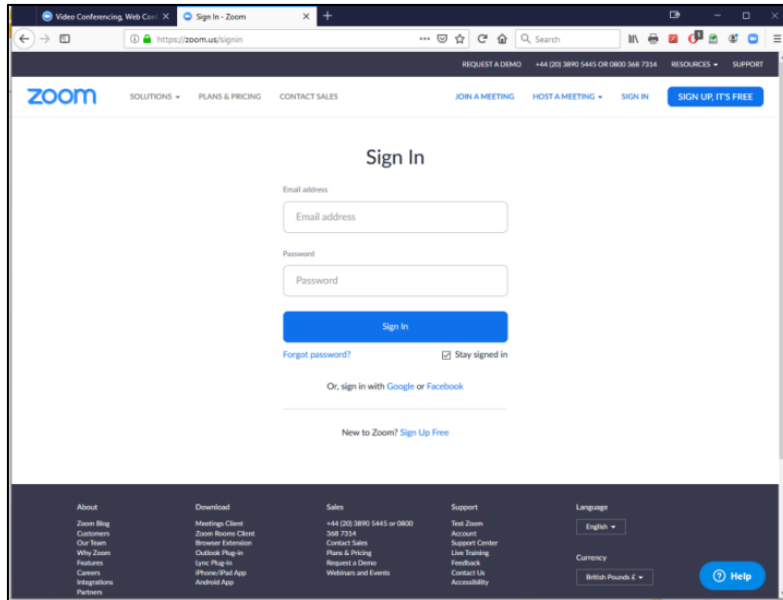 Video Conferencing, Web Conf
Sign In - Zoom
https://zoom.us/signin
Search
REQUEST A DEMO +44 (20) 3890 5445 OR 0800 368 7314 RESOURCES SUPPORT
zoom SOLUTIONS PLANS & PRICING CONTACT SALES JOIN A MEETING HOST A MEETING SIGN IN SIGN UP, IT'S FREE
Sign In
Email address
Email address
Password
Password
Sign In
Forgot password? Stay signed in
Or, sign in with Google or Facebook
New to Zoom? Sign Up Free
About
Zoom Blog
Customers
Our Team
Why Zoom
Features
Careers
Integrations
Partners
Download
Meetings Client
Zoom Rooms Client
Browser Extension
Outlook Plug-in
Lync Plug-in
iPhone/iPad App
Android App
Sales
+44 (20) 3890 5445 or 0800
368 7314
Contact Sales
Plans & Pricing
Request a Demo
Webinars and Events
Support
Test Zoom
Account
Support Center
Live Training
Feedback
Contact Us
Accessibility
Language
English
Currency
British Pounds £
Help